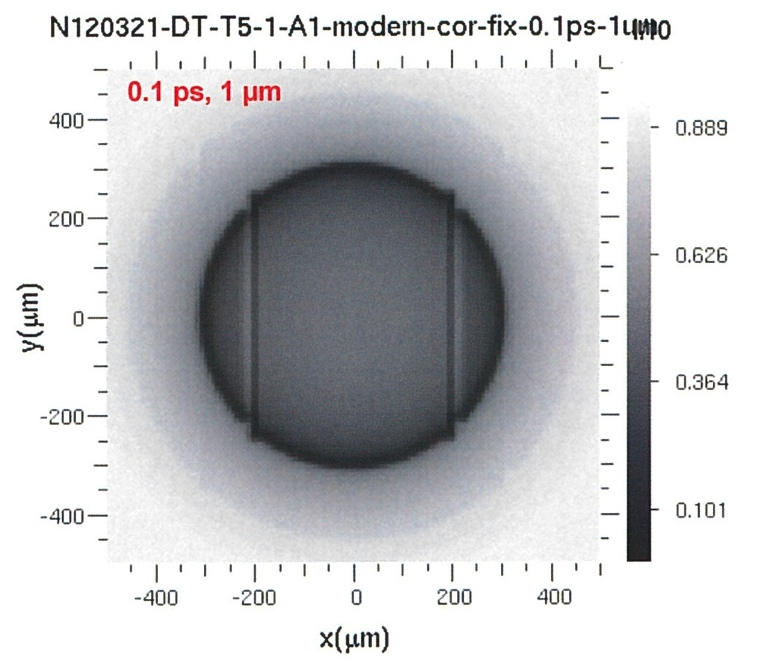 N120321-DT-T5-1-A1-modern-cor-fix-0.1ps-1um
0.1 ps, 1 μm
400
200
0
-200
-400
y(μm)
-400 -200 0 200 400
x(μm)
0.889
0.626
0.364
0.101